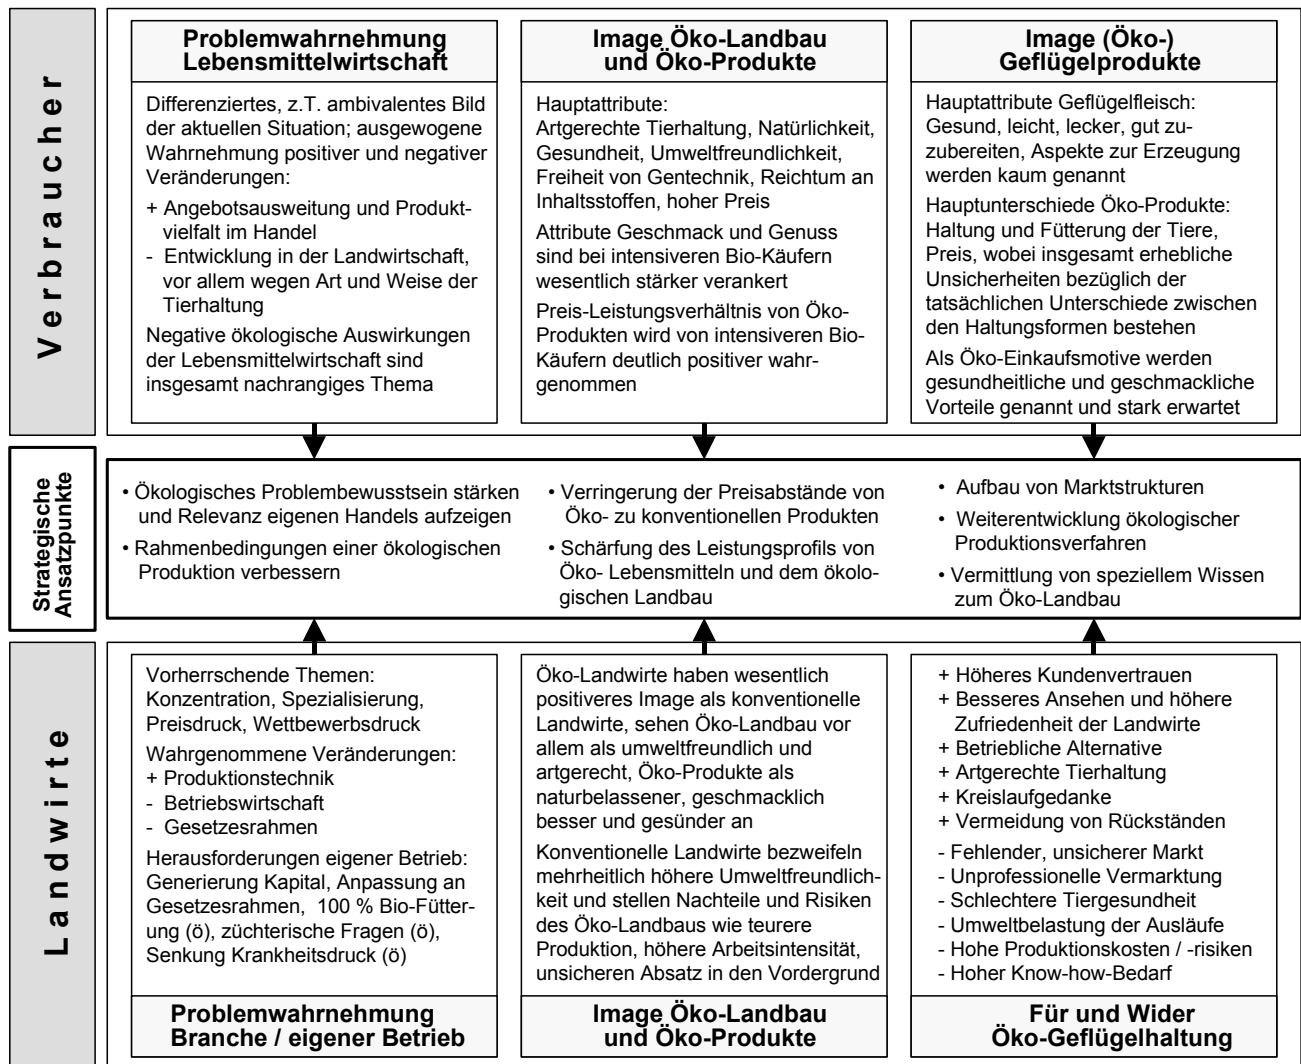 Verbraucher
Problemwahrnehmung
Lebensmittelwirtschaft
Differenziertes, z.T. ambivalentes Bild
der aktuellen Situation; ausgewogene
Wahrnehmung positiver und negativer
Veränderungen:
+ Angebotsausweitung und Produkt-
vielfalt im Handel
- Entwicklung in der Landwirtschaft,
vor allem wegen Art und Weise der
Tierhaltung
Negative ökologische Auswirkungen
der Lebensmittelwirtschaft sind
insgesamt nachrangiges Thema
Image Öko-Landbau
und Öko-Produkte
Hauptattribute:
Artgerechte Tierhaltung, Natürlichkeit,
Gesundheit, Umweltfreundlichkeit,
Freiheit von Gentechnik, Reichtum an
Inhaltsstoffen, hoher Preis
Attribute Geschmack und Genuss
sind bei intensiveren Bio-Käufern
wesentlich stärker verankert
Preis-Leistungsverhältnis von Öko-
Produkten wird von intensiveren Bio-
Käufern deutlich positiver wahr-
genommen
Image (Öko-)
Geflügelprodukte
Hauptattribute Geflügelfleisch:
Gesund, leicht, lecker, gut zu-
zubereiten, Aspekte zur Erzeugung
werden kaum genannt
Hauptunterschiede Öko-Produkte:
Haltung und Fütterung der Tiere,
Preis, wobei insgesamt erhebliche
Unsicherheiten bezüglich der
tatsächlichen Unterschiede zwischen
den Haltungsformen bestehen
Als Öko-Einkaufsmotive werden
gesundheitliche und geschmackliche
Vorteile genannt und stark erwartet
Strategische
Ansatzpunkte
• Ökologisches Problembewusstsein stärken
und Relevanz eigenen Handels aufzeigen
• Rahmenbedingungen einer ökologischen
Produktion verbessern
• Verringerung der Preisabstände von
Öko- zu konventionellen Produkten
• Schärfung des Leistungsprofils von
Öko- Lebensmitteln und dem ökolo-
gischen Landbau
• Aufbau von Marktstrukturen
• Weiterentwicklung ökologischer
Produktionsverfahren
• Vermittlung von speziellem Wissen
zum Öko-Landbau
Landwirte
Vorherrschende Themen:
Konzentration, Spezialisierung,
Preisdruck, Wettbewerbsdruck
Wahrgenommene Veränderungen:
+ Produktionstechnik
- Betriebswirtschaft
- Gesetzesrahmen
Herausforderungen eigener Betrieb:
Generierung Kapital, Anpassung an
Gesetzesrahmen, 100 % Bio-Fütter-
ung (ö), züchterische Fragen (ö),
Senkung Krankheitsdruck (ö)
Problemwahrnehmung
Branche / eigener Betrieb
Öko-Landwirte haben wesentlich
positiveres Image als konventionelle
Landwirte, sehen Öko-Landbau vor
allem als umweltfreundlich und
artgerecht, Öko-Produkte als
naturbelassener, geschmacklich
besser und gesünder an
Konventionelle Landwirte bezweifeln
mehrheitlich höhere Umweltfreundlich-
keit und stellen Nachteile und Risiken
des Öko-Landbaus wie teurere
Produktion, höhere Arbeitsintensität,
unsicheren Absatz in den Vordergrund
Image Öko-Landbau
und Öko-Produkte
+ Höheres Kundenvertrauen
+ Besseres Ansehen und höhere
Zufriedenheit der Landwirte
+ Betriebliche Alternative
+ Artgerechte Tierhaltung
+ Kreislaufgedanke
+ Vermeidung von Rückständen
- Fehlender, unsicherer Markt
- Unprofessionelle Vermarktung
- Schlechtere Tiergesundheit
- Umweltbelastung der Ausläufe
- Hohe Produktionskosten / -risiken
- Hoher Know-how-Bedarf
Für und Wider
Öko-Geflügelhaltung